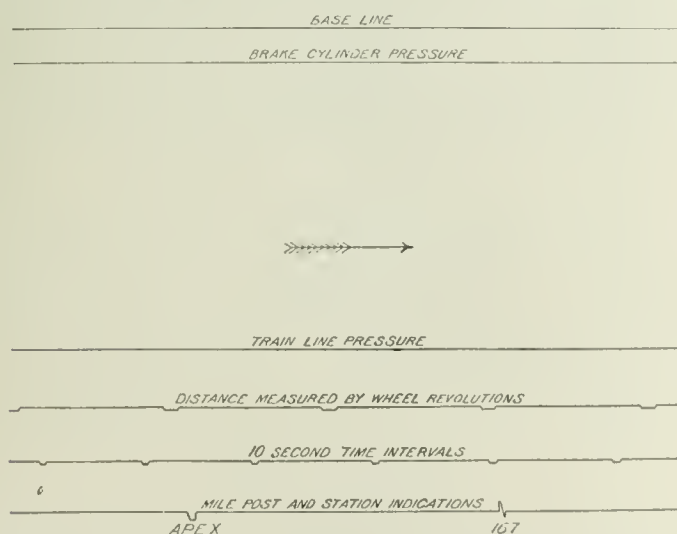 BASE LINE
BRAKE CYLINDER PRESSURE
TRAIN LINE PRESSURE
DISTANCE MEASURED BY WHEEL REVOLUTIONS
10 SECOND TIME INTERVALS
MILE POST AND STATION INDICATIONS
APEX 167